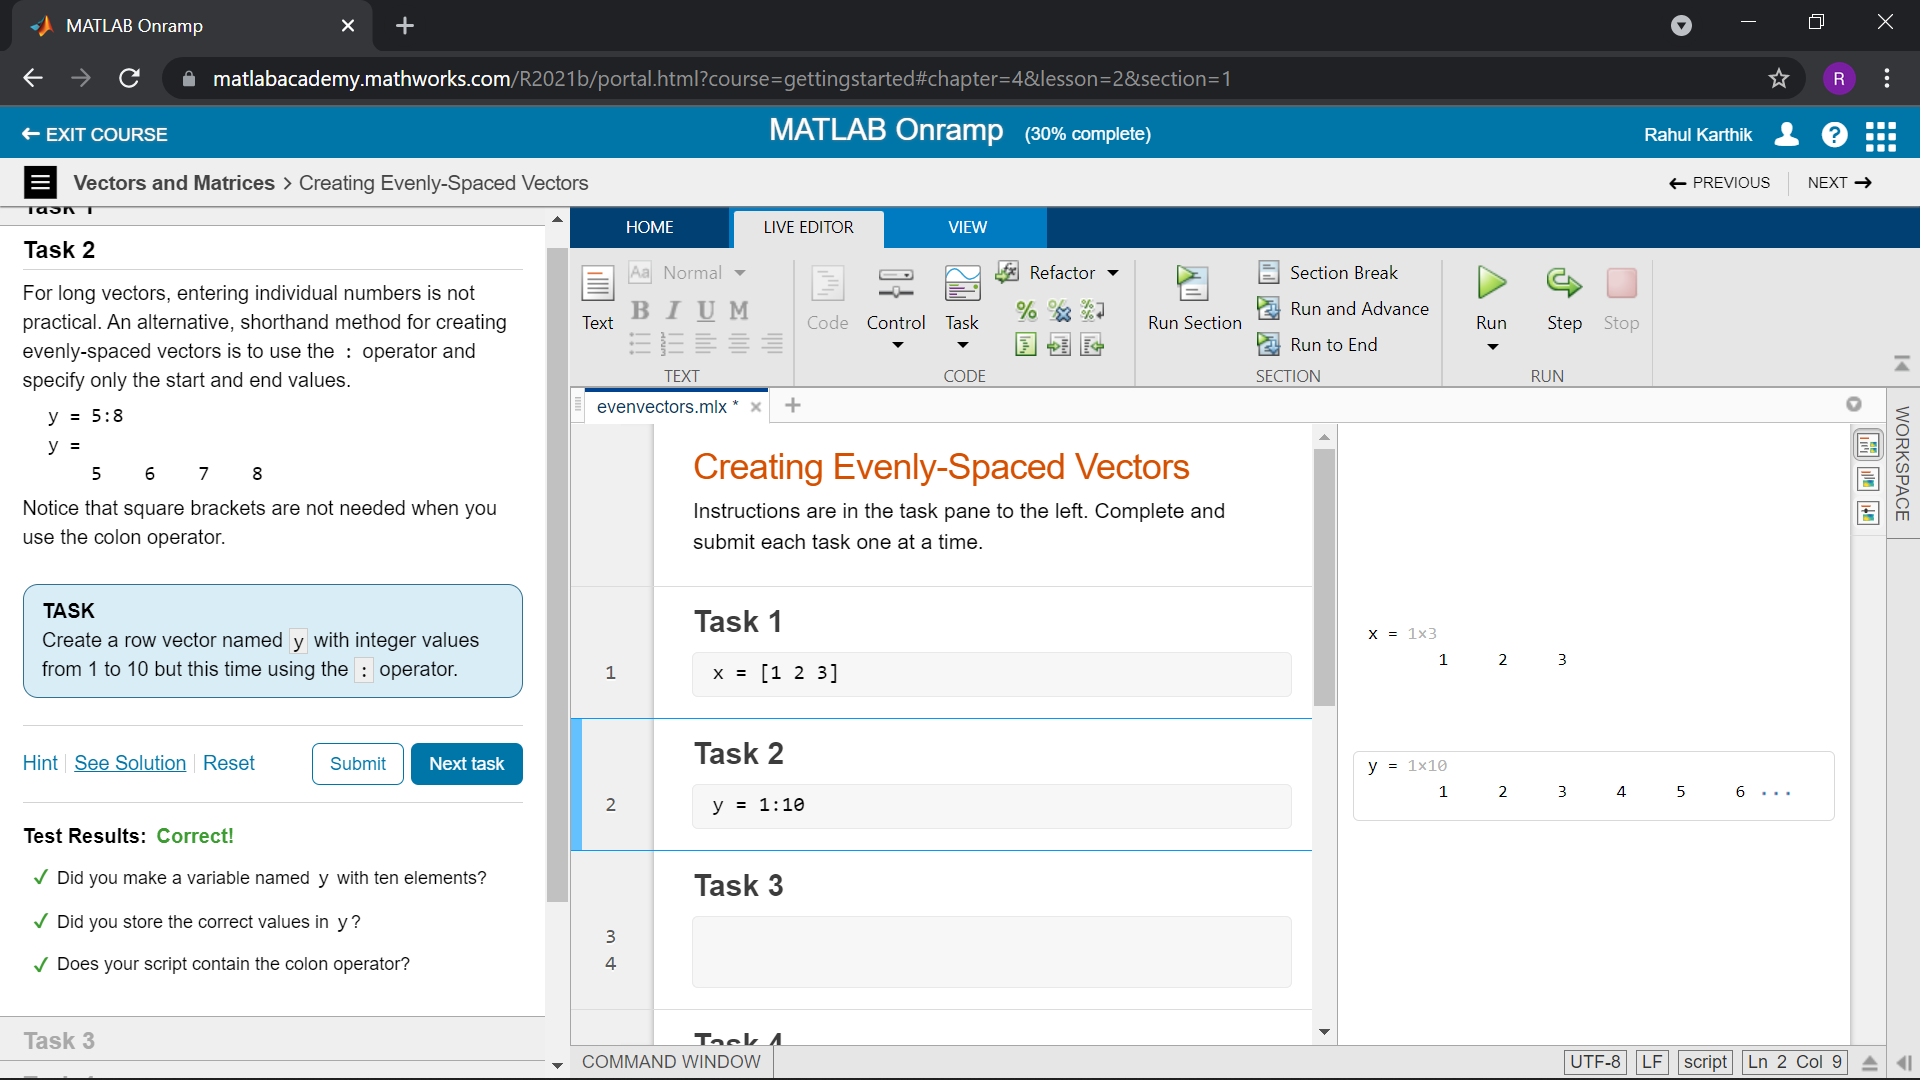 MATLAB Onramp
matlabacademy.mathworks.com/R2021b/portal.html?course=gettingstarted#chapter=4&lesson=2&section=1
R
EXIT COURSE
MATLAB Onramp (30% complete)
Rahul Karthik
?
Vectors and Matrices > Creating Evenly-Spaced Vectors
PREVIOUS
NEXT
Task 1
Task 2
For long vectors, entering individual numbers is not
practical. An alternative, shorthand method for creating
evenly-spaced vectors is to use the : operator and
specify only the start and end values.
y = 5:8
y =
5 6 7 8
Notice that square brackets are not needed when you
use the colon operator.
TASK
Create a row vector named y with integer values
from 1 to 10 but this time using the : operator.
Hint
See Solution
Reset
Submit
Next task
Test Results: Correct!
Did you make a variable named y with ten elements?
Did you store the correct values in y?
Does your script contain the colon operator?
Task 3
HOME
LIVE EDITOR
VIEW
Text
Aa Normal
B I U M
TEXT
Code
Control
Task
Refactor
CODE
Run Section
Section Break
Run and Advance
Run to End
SECTION
Run
Step
Stop
RUN
evenvectors.mlx *
WORKSPACE
Creating Evenly-Spaced Vectors
Instructions are in the task pane to the left. Complete and
submit each task one at a time.
Task 1
1
x = [1 2 3]
x = 1×3
1 2 3
Task 2
2
y = 1:10
y = 1×10
1 2 3 4 5 6 ...
Task 3
3
4
Task 4
COMMAND WINDOW
UTF-8
LF
script
Ln 2 Col 9